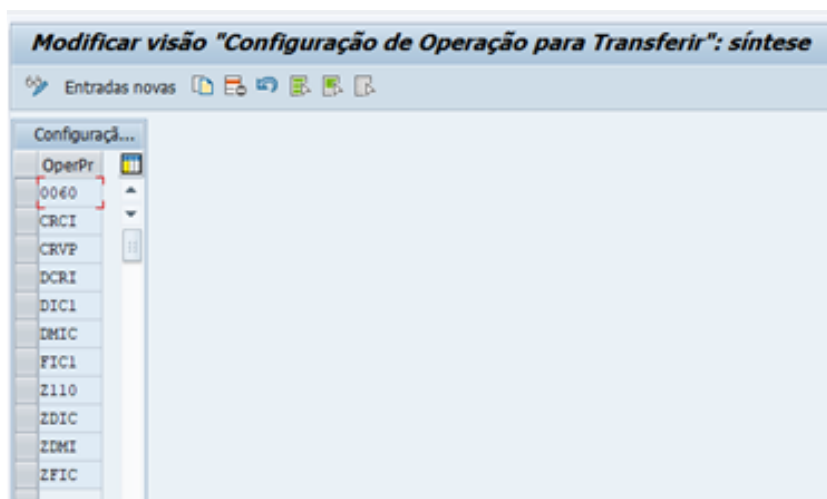 Modificar visão "Configuração de Operação para Transferir": síntese
Entradas novas
Configuraçã...
OperPr
0060
CRCI
CRVP
DCRI
DIC1
DMIC
FIC1
Z110
ZDIC
ZDMI
ZFIC